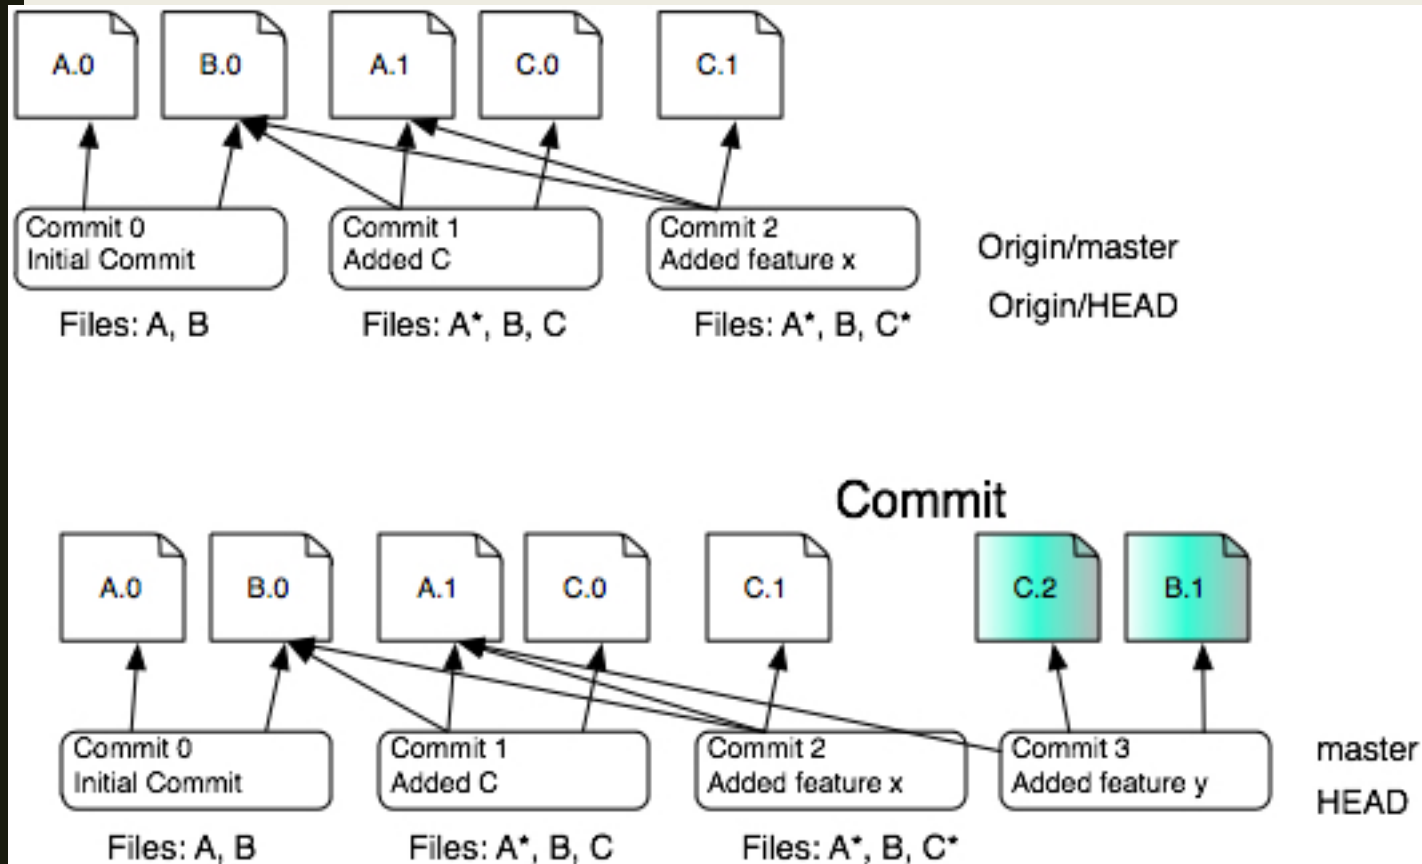 A.0
B.0
A.1
C.0
C.1
Commit 0
Initial Commit
Commit 1
Added C
Commit 2
Added feature x
Origin/master
Origin/HEAD
Files: A, B
Files: A*, B, C
Files: A*, B, C*
Commit
A.0
B.0
A.1
C.0
C.1
C.2
B.1
Commit 0
Initial Commit
Commit 1
Added C
Commit 2
Added feature x
Commit 3
Added feature y
master
HEAD
Files: A, B
Files: A*, B, C
Files: A*, B, C*